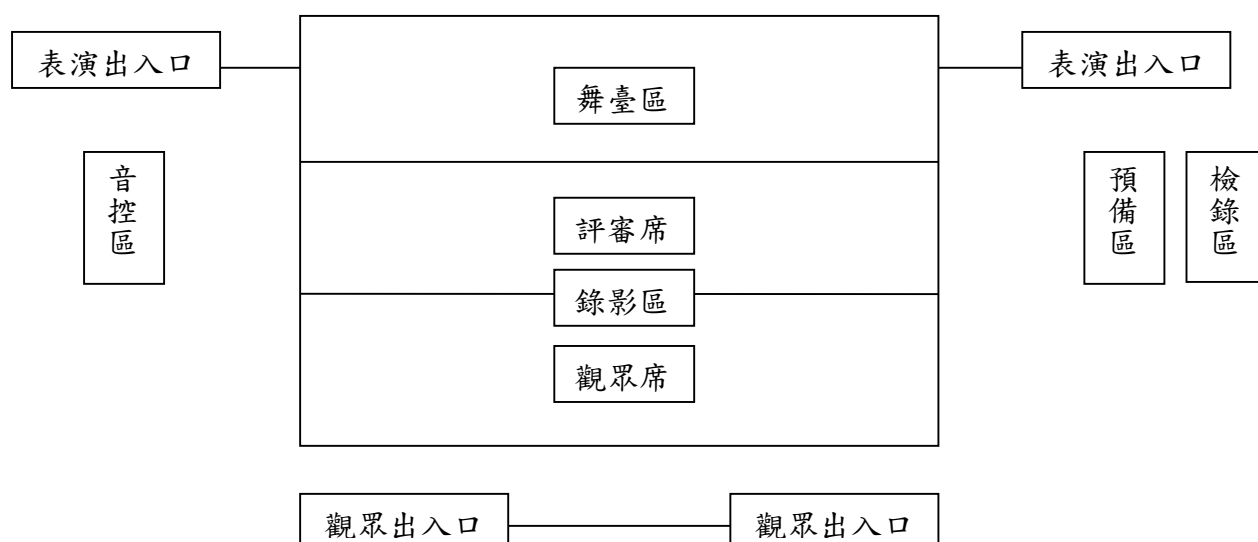 表演出入口
表演出入口
舞臺區
音控區
預備區
檢錄區
評審席
錄影區
觀眾席
觀眾出入口
觀眾出入口